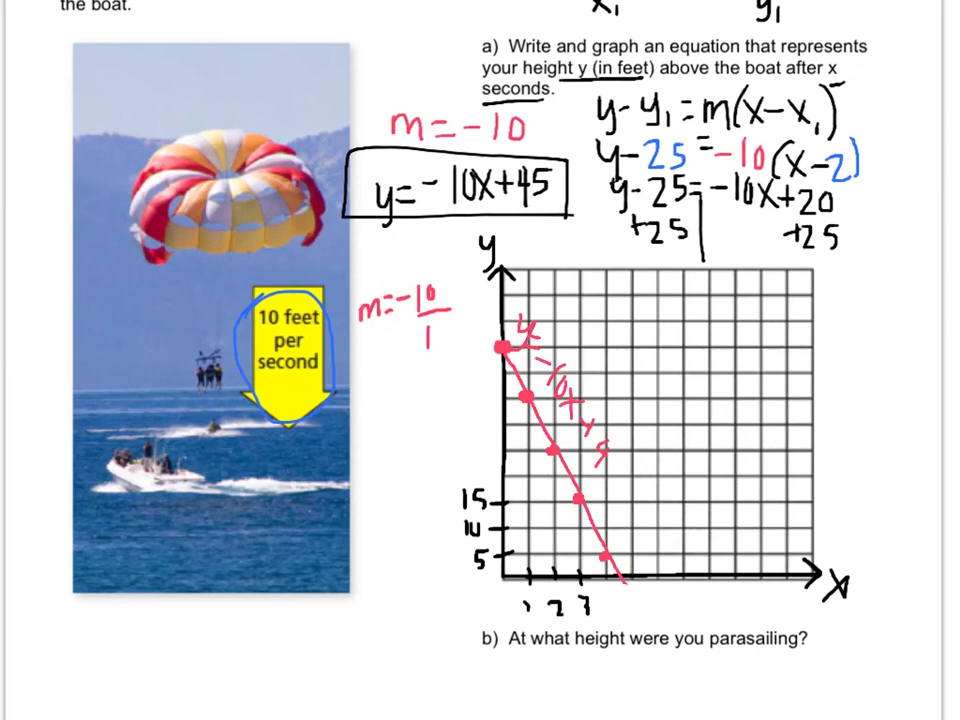 the boat.
x₁ y₁
a) Write and graph an equation that represents
your height y (in feet) above the boat after x
seconds.
y-y₁=m(x-x₁)
m=-10
y-25=-10(x-2)
y=-10x+45
y-25=-10x+20
+25 +25
y
m=-10/1
10 feet
per
second
y=-10x+45
15
10
5
1 2 3
x
b) At what height were you parasailing?